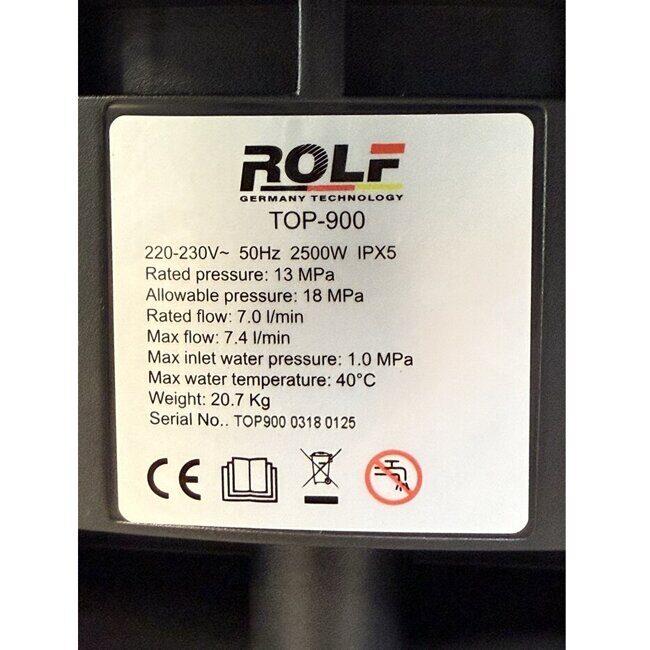 ROLF
GERMANY TECHNOLOGY
TOP-900
220-230V~ 50Hz 2500W IPX5
Rated pressure: 13 MPa
Allowable pressure: 18 MPa
Rated flow: 7.0 l/min
Max flow: 7.4 l/min
Max inlet water pressure: 1.0 MPa
Max water temperature: 40°C
Weight: 20.7 Kg
Serial No.. TOP900 0318 0125
CE